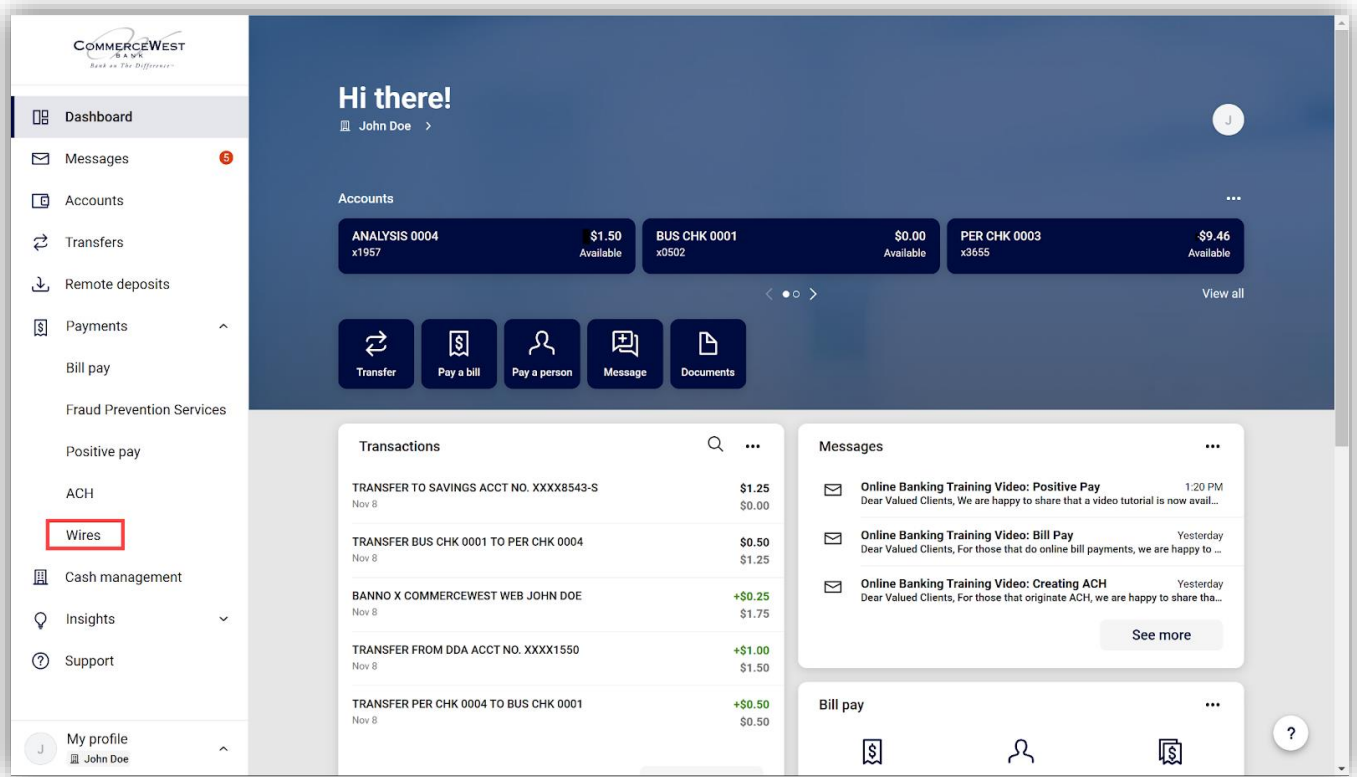 COMMERCEWEST
BANK
Bank on The Difference
Dashboard
Messages
5
Accounts
Transfers
Remote deposits
Payments
Bill pay
Fraud Prevention Services
Positive pay
ACH
Wires
Cash management
Insights
Support
J
My profile
John Doe
Hi there!
John Doe
J
Accounts
ANALYSIS 0004 $1.50
x1957 Available
BUS CHK 0001 $0.00
x0502 Available
PER CHK 0003 -$9.46
x3655 Available
View all
Transfer
Pay a bill
Pay a person
Message
Documents
Transactions
TRANSFER TO SAVINGS ACCT NO. XXXX8543-S $1.25
Nov 8 $0.00
TRANSFER BUS CHK 0001 TO PER CHK 0004 $0.50
Nov 8 $1.25
BANNO X COMMERCEWEST WEB JOHN DOE +$0.25
Nov 8 $1.75
TRANSFER FROM DDA ACCT NO. XXXX1550 +$1.00
Nov 8 $1.50
TRANSFER PER CHK 0004 TO BUS CHK 0001 +$0.50
Nov 8 $0.50
Messages
Online Banking Training Video: Positive Pay 1:20 PM
Dear Valued Clients, We are happy to share that a video tutorial is now avail...
Online Banking Training Video: Bill Pay Yesterday
Dear Valued Clients, For those that do online bill payments, we are happy to ...
Online Banking Training Video: Creating ACH Yesterday
Dear Valued Clients, For those that originate ACH, we are happy to share tha...
See more
Bill pay
?